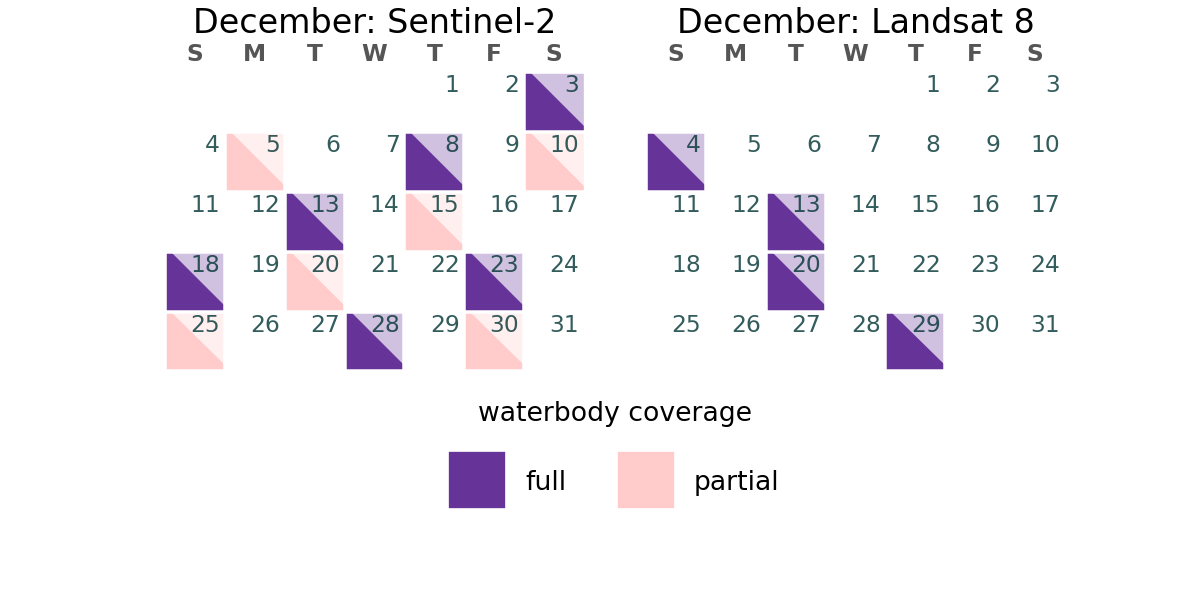 December: Sentinel-2
S M T W T F S
1 2 3
4 5 6 7 8 9 10
11 12 13 14 15 16 17
18 19 20 21 22 23 24
25 26 27 28 29 30 31
December: Landsat 8
S M T W T F S
1 2 3
4 5 6 7 8 9 10
11 12 13 14 15 16 17
18 19 20 21 22 23 24
25 26 27 28 29 30 31
waterbody coverage
full
partial